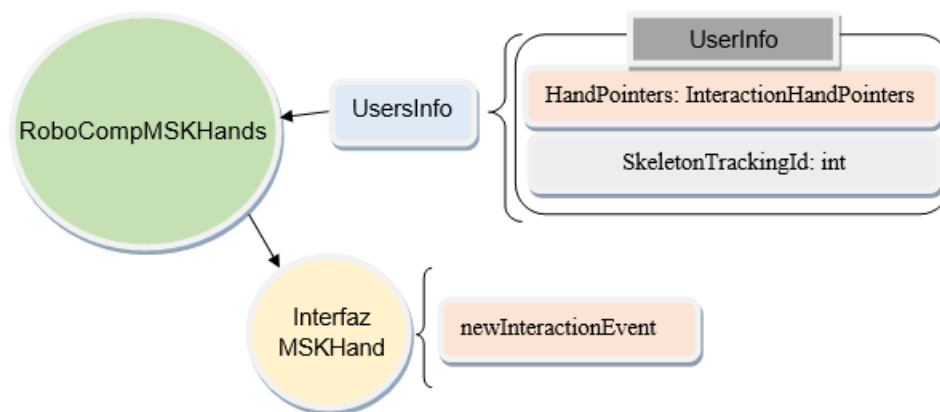 UserInfo
HandPointers: InteractionHandPointers
UsersInfo
RoboCompMSKHands
SkeletonTrackingId: int
Interfaz
MSKHand
newInteractionEvent